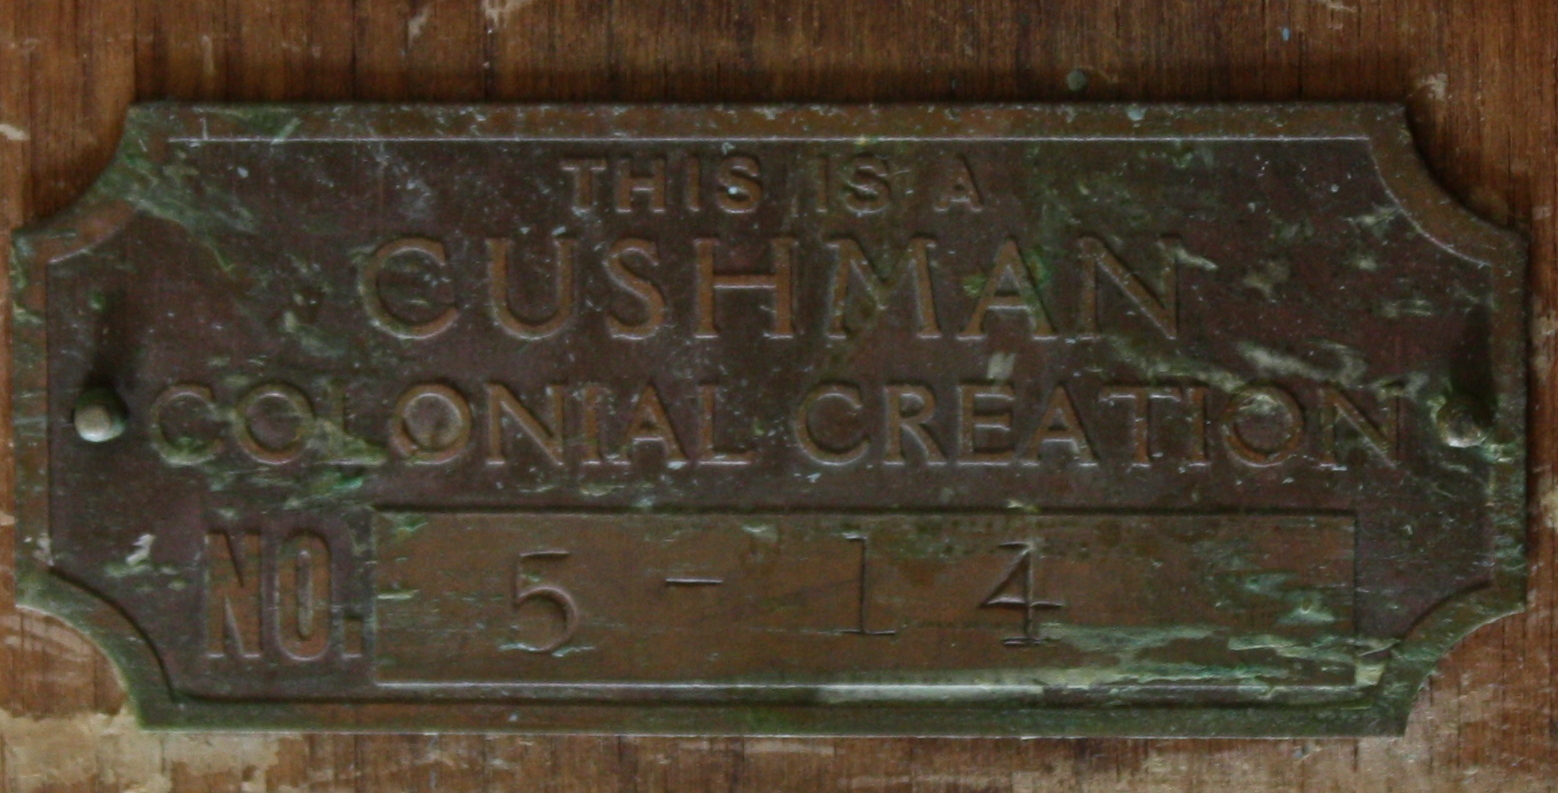 THIS IS A
CUSHMAN
COLONIAL CREATION
NO. 5-14